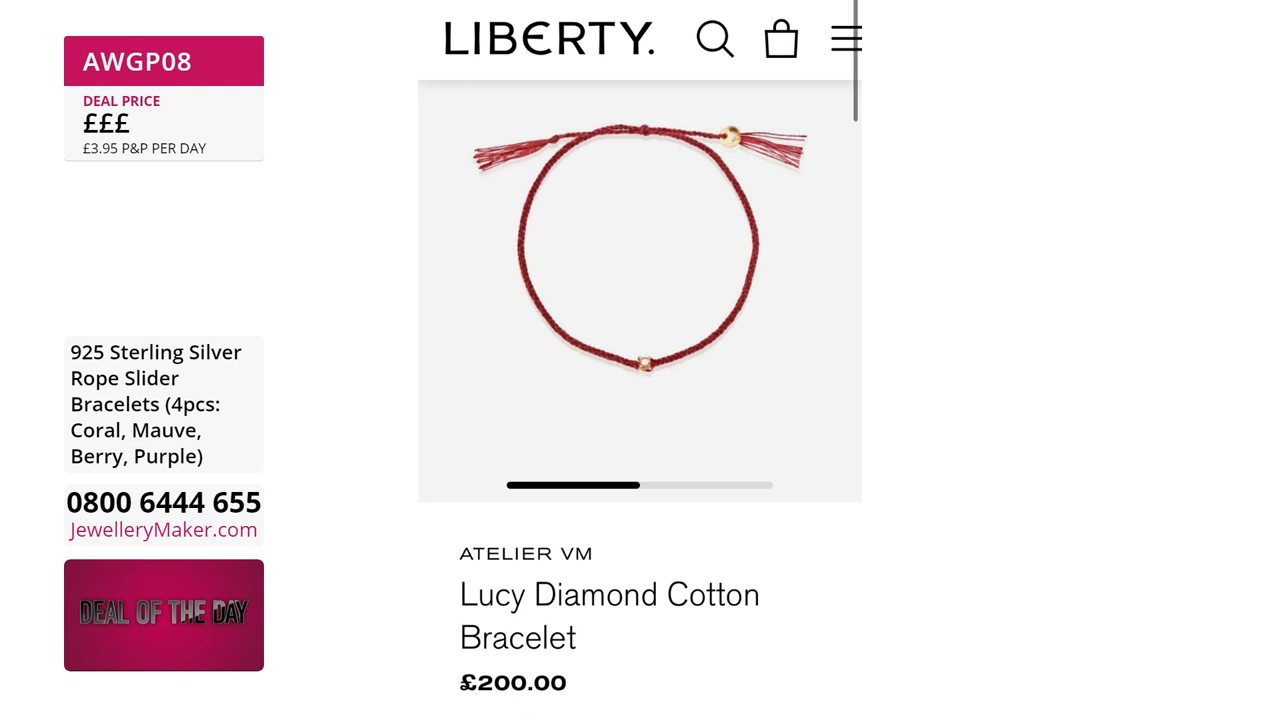 AWGP08
DEAL PRICE
£££
£3.95 P&P PER DAY
925 Sterling Silver
Rope Slider
Bracelets (4pcs:
Coral, Mauve,
Berry, Purple)
0800 6444 655
JewelleryMaker.com
DEAL OF THE DAY
LIBERTY.
ATELIER VM
Lucy Diamond Cotton
Bracelet
£200.00